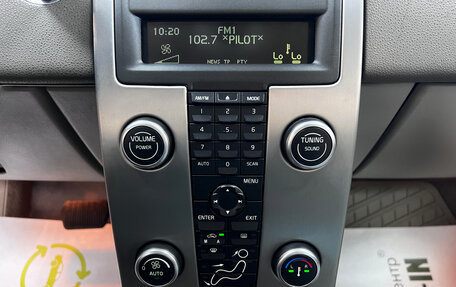 FM1
10:20
102.7 *PILOT*
NEWS TP PTY
Lo Lo
AM/FM MODE
1 2 3
4 5 6
7 8 9
AUTO 0 SCAN
VOLUME
POWER
TUNING
SOUND
MENU
ENTER EXIT
M A
AUTO